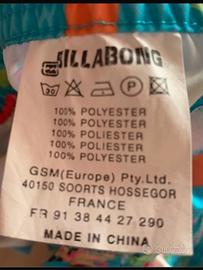 BILLABONG
30
P
100% POLYESTER
100% POLYESTER
100% POLIESTER
100% POLYESTER
100% POLYESTER
GSM(Europe) Pty.Ltd.
40150 SOORTS HOSSEGOR
FRANCE
FR 91 38 44 27 290
MADE IN CHINA